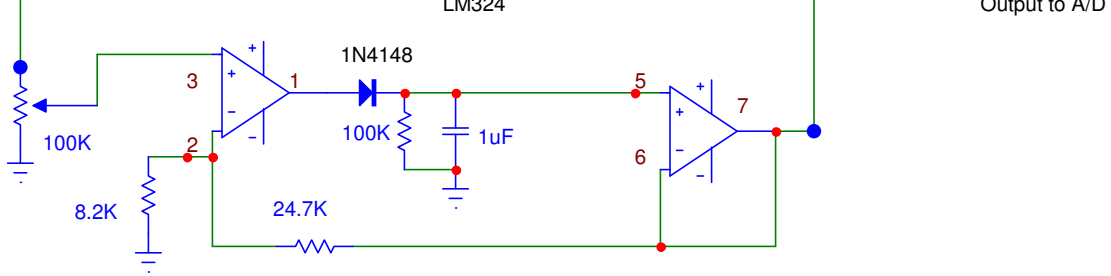 LM324
Output to A/D
1N4148
3
1
5
7
100K
100K
1uF
2
6
8.2K
24.7K